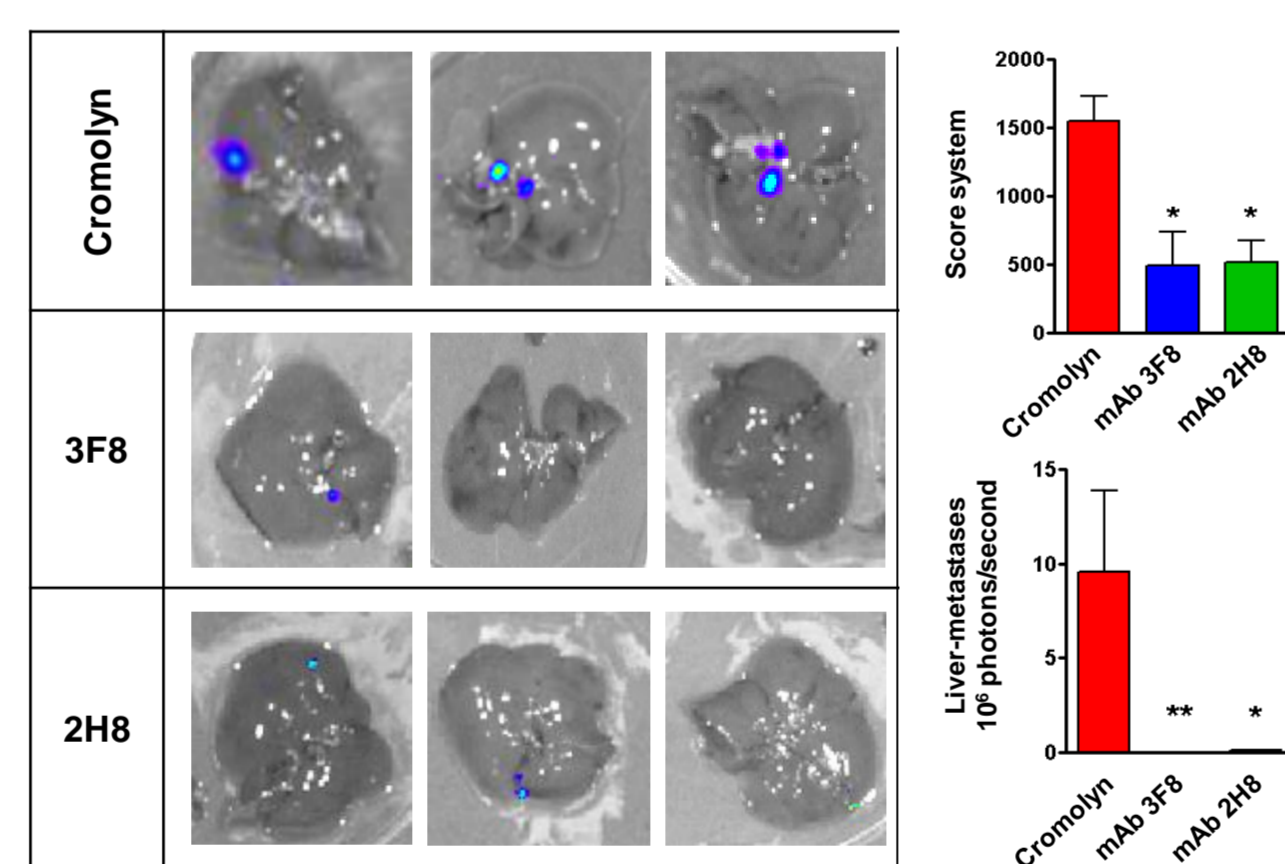 Cromolyn
3F8
2H8
Score system
2000
1500
1000
500
0
*
*
Cromolyn
mAb 3F8
mAb 2H8
Liver-metastases
10⁶ photons/second
15
10
5
0
**
*
Cromolyn
mAb 3F8
mAb 2H8